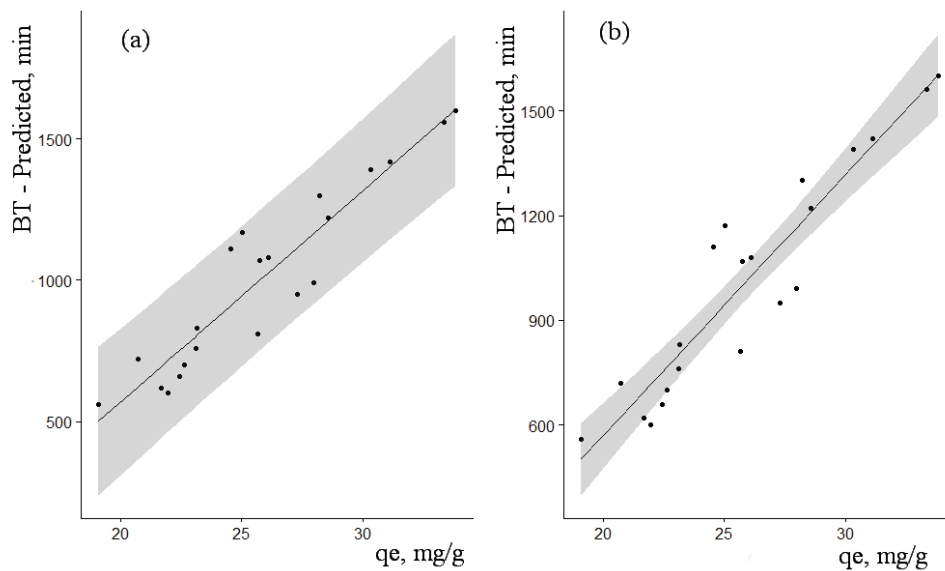 (a)
BT - Predicted, min
1500
1000
500
20 25 30
qe, mg/g
(b)
BT - Predicted, min
1500
1200
900
600
20 25 30
qe, mg/g